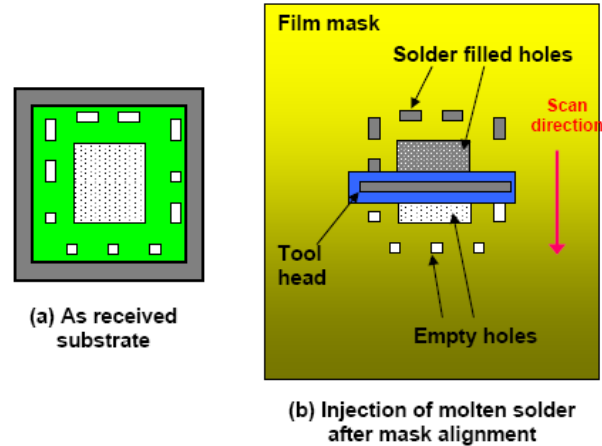 Film mask
Solder filled holes
Scan
direction
Tool
head
Empty holes
(a) As received
substrate
(b) Injection of molten solder
after mask alignment